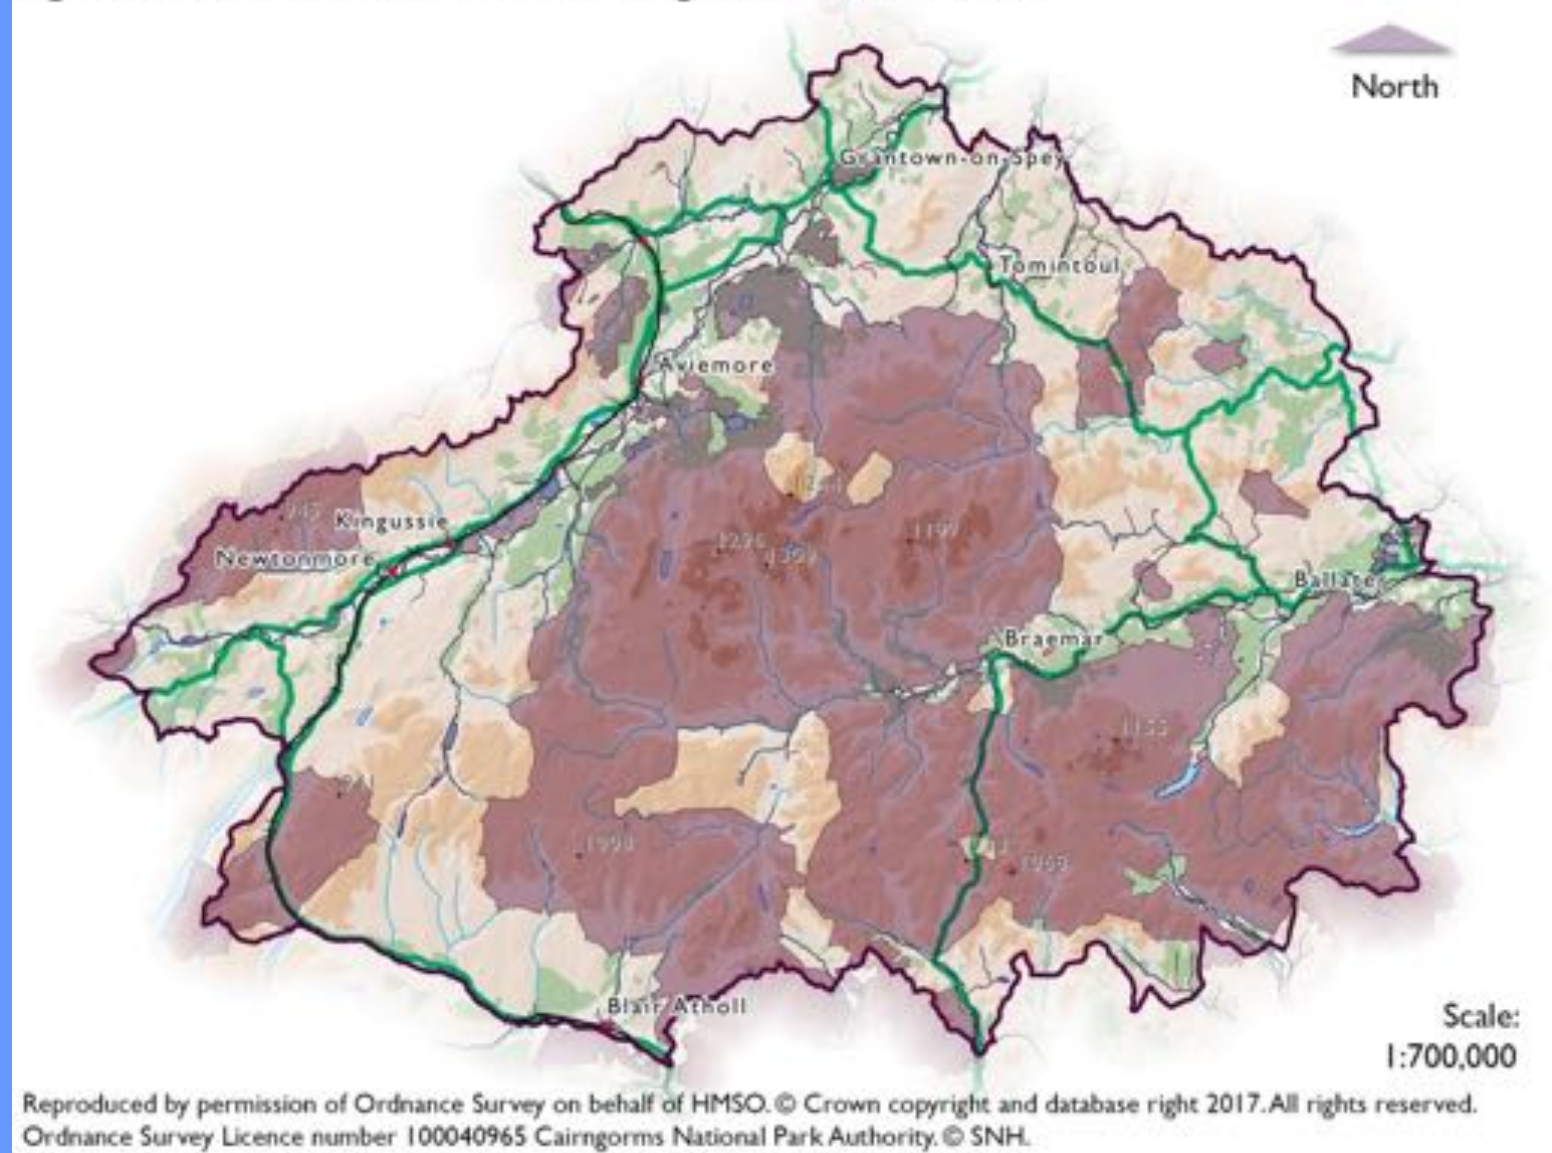 North
Grantown-on-Spey
Tomintoul
Aviemore
Kingussie
Newtonmore
Ballater
Braemar
1155
Blair Atholl
Scale:
1:700,000
Reproduced by permission of Ordnance Survey on behalf of HMSO. © Crown copyright and database right 2017. All rights reserved.
Ordnance Survey Licence number 100040965 Cairngorms National Park Authority. © SNH.